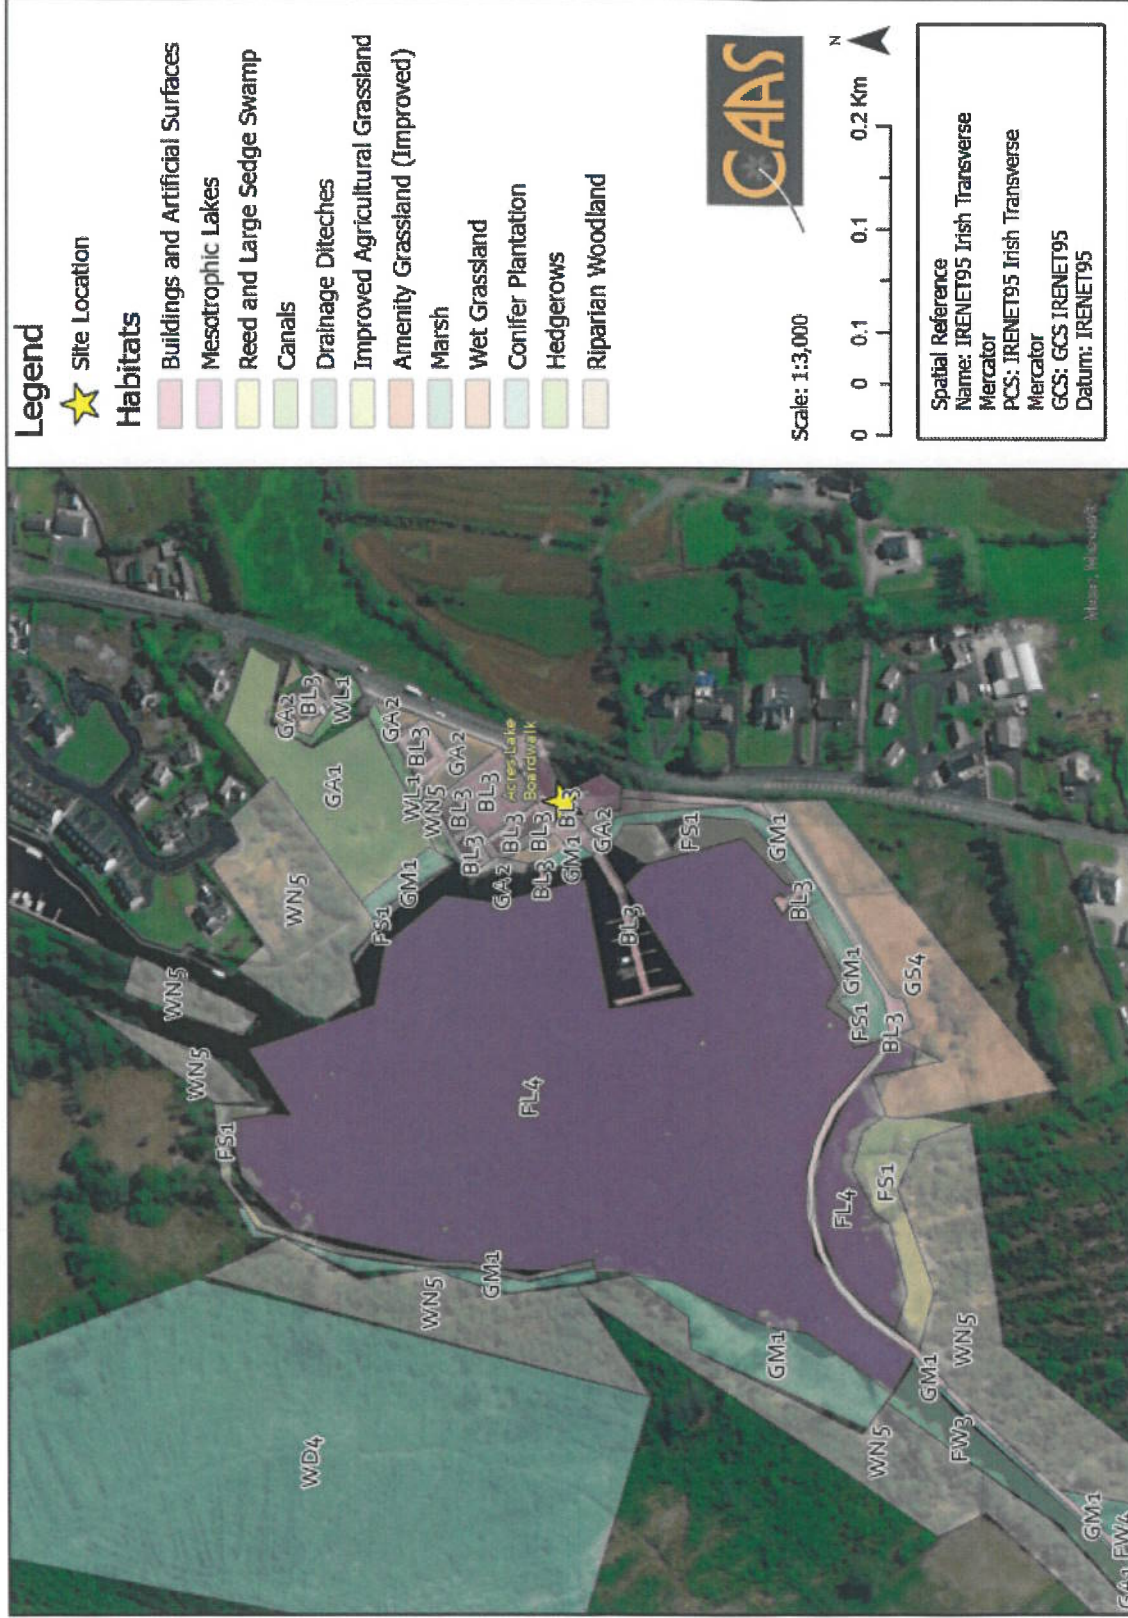 Legend
Site Location
Habitats
Buildings and Artificial Surfaces
Mesotrophic Lakes
Reed and Large Sedge Swamp
Canals
Drainage Diteches
Improved Agricultural Grassland
Amenity Grassland (Improved)
Marsh
Wet Grassland
Conifer Plantation
Hedgerows
Riparian Woodland
CAAS
N
Scale: 1:3,000
0 0 0.1 0.1 0.2 Km
Spatial Reference
Name: IRENET95 Irish Transverse
Mercator
PCS: IRENET95 Irish Transverse
Mercator
GCS: GCS IRENET95
Datum: IRENET95
WD4
WN5
GM1
FS1
WN5
WN5
WN5
FS1
GM1
GA1
GA2
BL3
WL1
GA2
BL3
WL1
WN5
GA2
BL3
BL3
BL3
GA2
BL3
BL3
BL3
Acres Lake
Boardwalk
GM1
BL3
GA2
BL3
FL4
FS1
GM1
BL3
GM1
FS1
BL3
GS4
FL4
FS1
GM1
WN5
WN5
GM1
FW3
GM1
GA1
FW4
Maxar, Microsoft